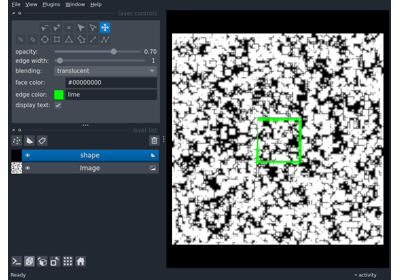 File View Plugins Window Help
layer controls
opacity: 0.70
edge width: 1
blending: translucent
face color: #00000000
edge color: lime
display text:
layer list
shape
Image
Ready
activity